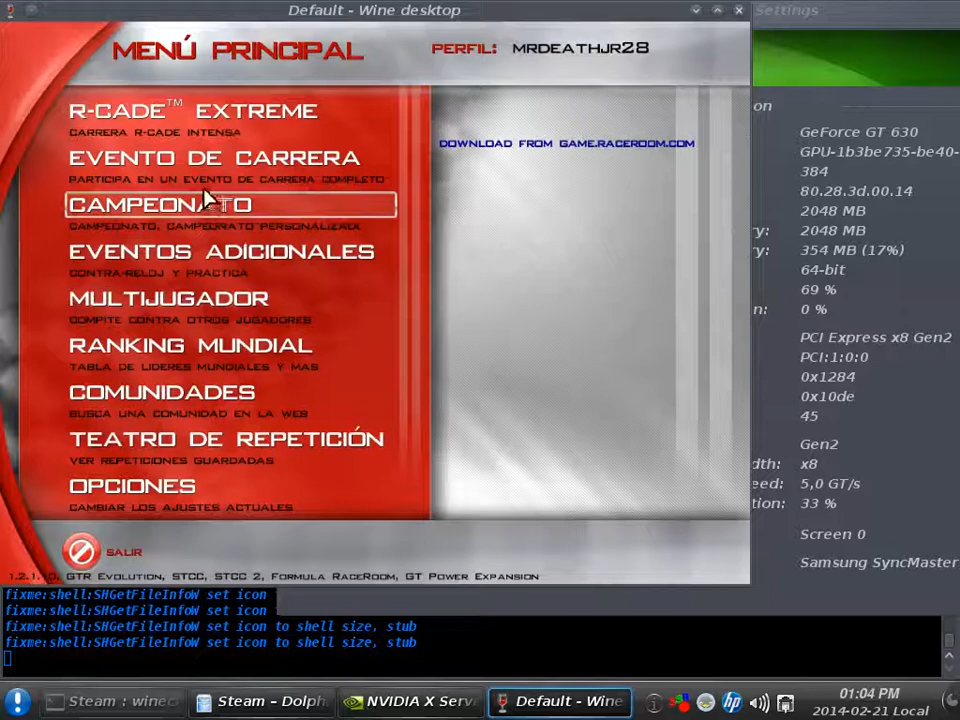 Default - Wine desktop
Settings
MENÚ PRINCIPAL
PERFIL: MRDEATHJR28
R-CADE™ EXTREME
CARRERA R-CADE INTENSA
EVENTO DE CARRERA
PARTICIPA EN UN EVENTO DE CARRERA COMPLETO
CAMPEONATO
CAMPEONATO, CAMPEONATO PERSONALIZADO
EVENTOS ADICIONALES
CONTRA-RELOJ Y PRACTICA
MULTIJUGADOR
COMPITE CONTRA OTROS JUGADORES
RANKING MUNDIAL
TABLA DE LIDERES MUNDIALES Y MAS
COMUNIDADES
BUSCA UNA COMUNIDAD EN LA WEB
TEATRO DE REPETICIÓN
VER REPETICIONES GUARDADAS
OPCIONES
CAMBIAR LOS AJUSTES ACTUALES
DOWNLOAD FROM GAME.RACEROOM.COM
SALIR
GTR Evolution, STCC, STCC 2, Formula RaceRoom, GT Power Expansion
on
GeForce GT 630
GPU-1b3be735-be40-
384
80.28.3d.00.14
2048 MB
ry: 2048 MB
ry: 354 MB (17%)
64-bit
69 %
n: 0 %
PCI Express x8 Gen2
PCI:1:0:0
0x1284
0x10de
45
Gen2
dth: x8
eed: 5,0 GT/s
tion: 33 %
Screen 0
Samsung SyncMaster
fixme:shell:SHGetFileInfoW set icon
fixme:shell:SHGetFileInfoW set icon
fixme:shell:SHGetFileInfoW set icon to shell size, stub
fixme:shell:SHGetFileInfoW set icon to shell size, stub
Steam : winec
Steam – Dolph
NVIDIA X Serv
Default - Wine
hp
01:04 PM
2014-02-21 Local